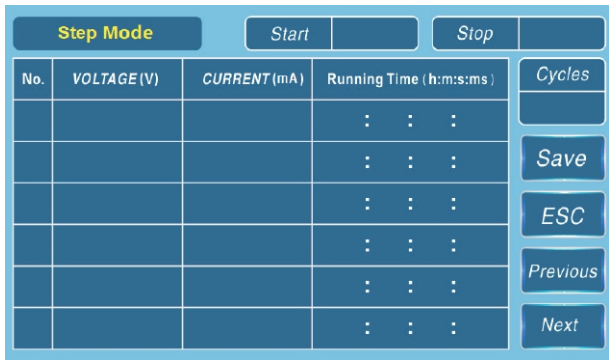 Step Mode Start Stop
No. VOLTAGE(V) CURRENT(mA) Running Time (h:m:s:ms) Cycles
: : :
: : :
Save
: : :
ESC
: : :
Previous
: : :
: : :
Next